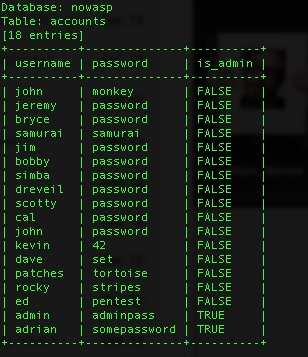 Database: nowasp
Table: accounts
[18 entries]
+----------+--------------+----------+
| username | password     | is_admin |
+----------+--------------+----------+
| john     | monkey       | FALSE    |
| jeremy   | password     | FALSE    |
| bryce    | password     | FALSE    |
| samurai  | samurai      | FALSE    |
| jim      | password     | FALSE    |
| bobby    | password     | FALSE    |
| simba    | password     | FALSE    |
| dreveil  | password     | FALSE    |
| scotty   | password     | FALSE    |
| cal      | password     | FALSE    |
| john     | password     | FALSE    |
| kevin    | 42           | FALSE    |
| dave     | set          | FALSE    |
| patches  | tortoise     | FALSE    |
| rocky    | stripes      | FALSE    |
| ed       | pentest      | FALSE    |
| admin    | adminpass    | TRUE     |
| adrian   | somepassword | TRUE     |
+----------+--------------+----------+